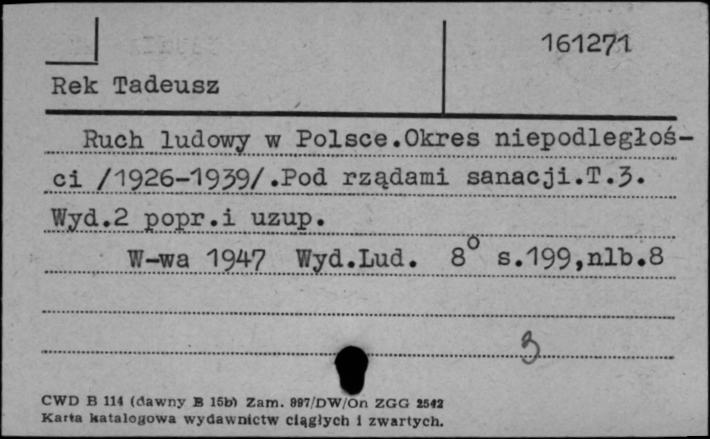 161271
Rek Tadeusz
Ruch ludowy w Polsce.Okres niepodległoś-
ci /1926-1939/.Pod rządami sanacji.T.3.
Wyd.2 popr.i uzup.
W-wa 1947 Wyd.Lud. 8° s.199,nlb.8
3
CWD B 114 (dawny B 15b) Zam. 897/DW/On ZGG 2542
Karta katalogowa wydawnictw ciągłych i zwartych.